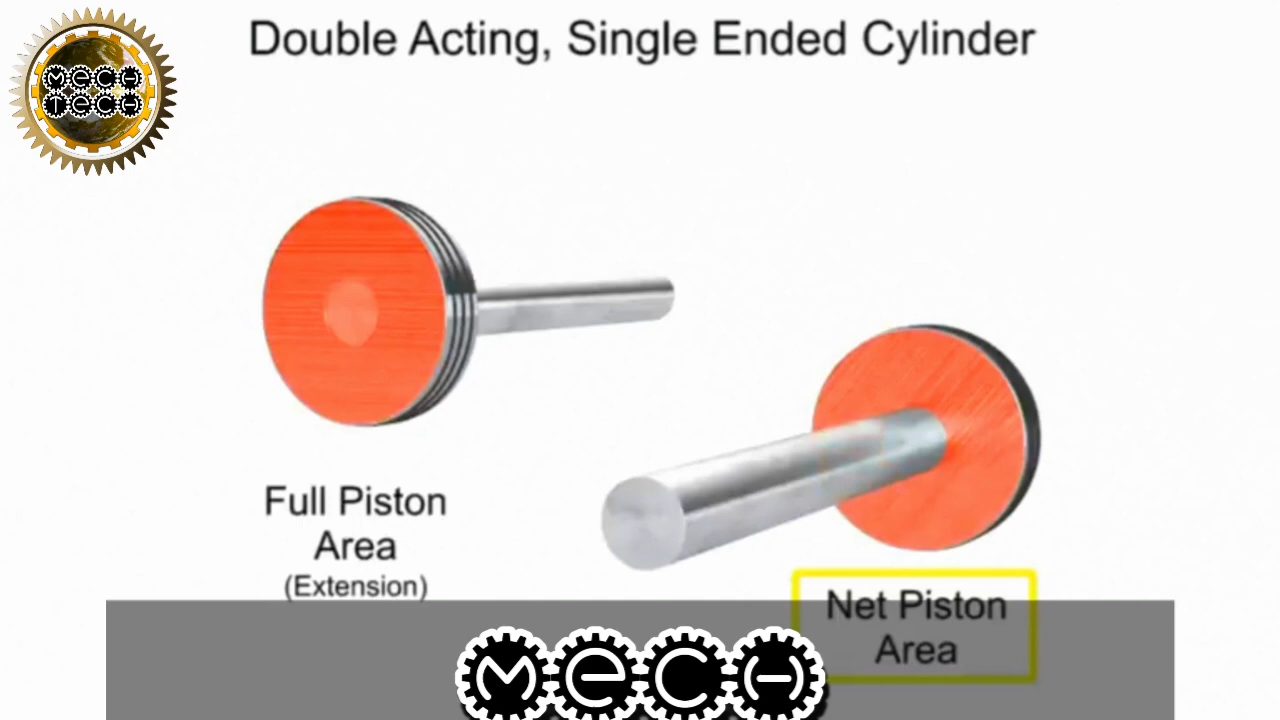 Double Acting, Single Ended Cylinder
MECH
TECH
Full Piston
Area
(Extension)
Net Piston
Area
MECH